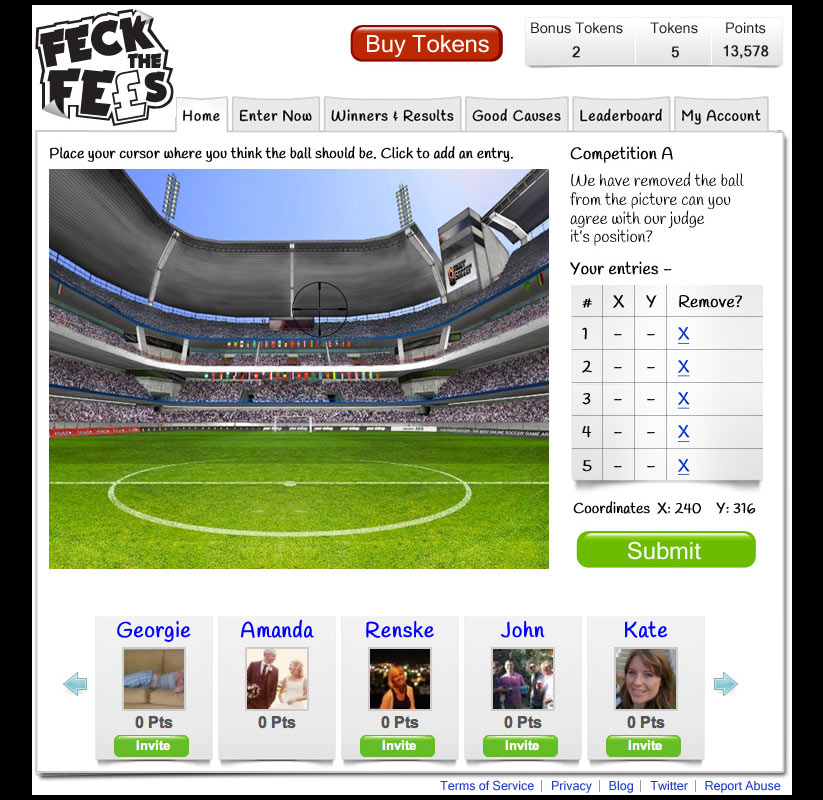 FECK
THE
FE£S
Buy Tokens
Bonus Tokens Tokens Points
2 5 13,578
Home Enter Now Winners & Results Good Causes Leaderboard My Account
Place your cursor where you think the ball should be. Click to add an entry.
Competition A
We have removed the ball
from the picture can you
agree with our judge
it's position?
Your entries -
# X Y Remove?
1 - - X
2 - - X
3 - - X
4 - - X
5 - - X
Coordinates X: 240 Y: 316
Submit
Georgie Amanda Renske John Kate
0 Pts 0 Pts 0 Pts 0 Pts 0 Pts
Invite Invite Invite Invite
Terms of Service | Privacy | Blog | Twitter | Report Abuse